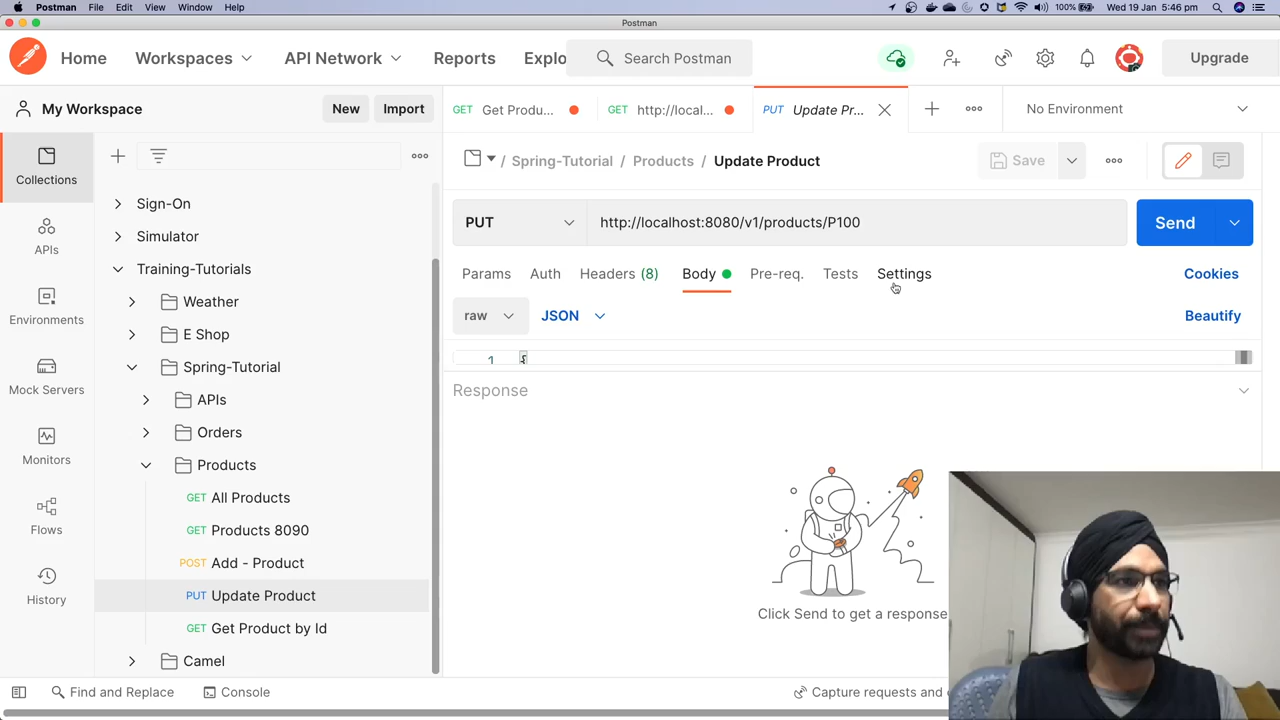 Postman File Edit View Window Help 100% Wed 19 Jan 5:46 pm
Postman
Home Workspaces API Network Reports Explo Search Postman Upgrade
My Workspace New Import GET Get Produ... GET http://local... PUT Update Pr... No Environment
Collections
APIs
Environments
Mock Servers
Monitors
Flows
History
Sign-On
Simulator
Training-Tutorials
Weather
E Shop
Spring-Tutorial
APIs
Orders
Products
GET All Products
GET Products 8090
POST Add - Product
PUT Update Product
GET Get Product by Id
Camel
/ Spring-Tutorial / Products / Update Product Save
PUT http://localhost:8080/v1/products/P100 Send
Params Auth Headers (8) Body Pre-req. Tests Settings Cookies
raw JSON Beautify
1 {
Response
Click Send to get a response
Find and Replace Console Capture requests and